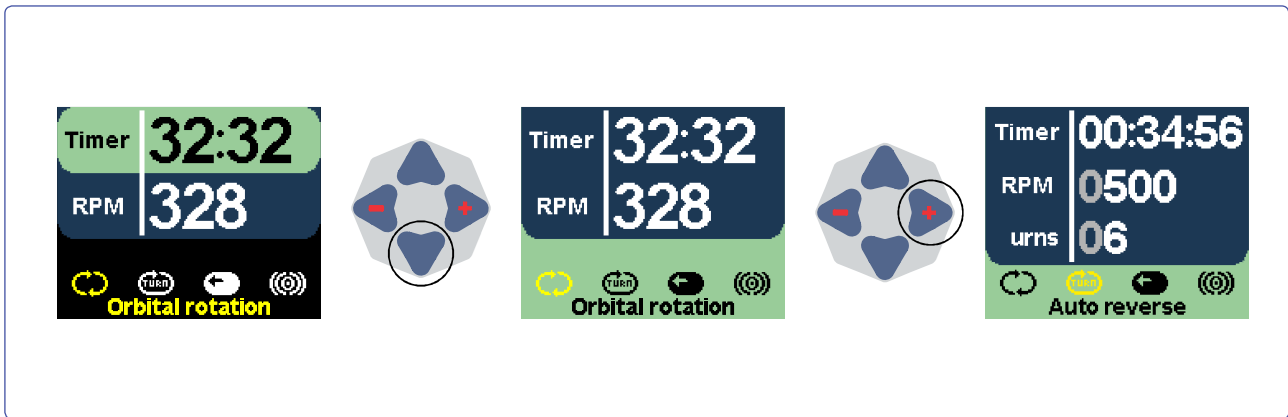 Timer 32:32
RPM 328
TURN
Orbital rotation
- +
Timer 32:32
RPM 328
TURN
Orbital rotation
- +
Timer 00:34:56
RPM 0500
urns 06
TURN
Auto reverse